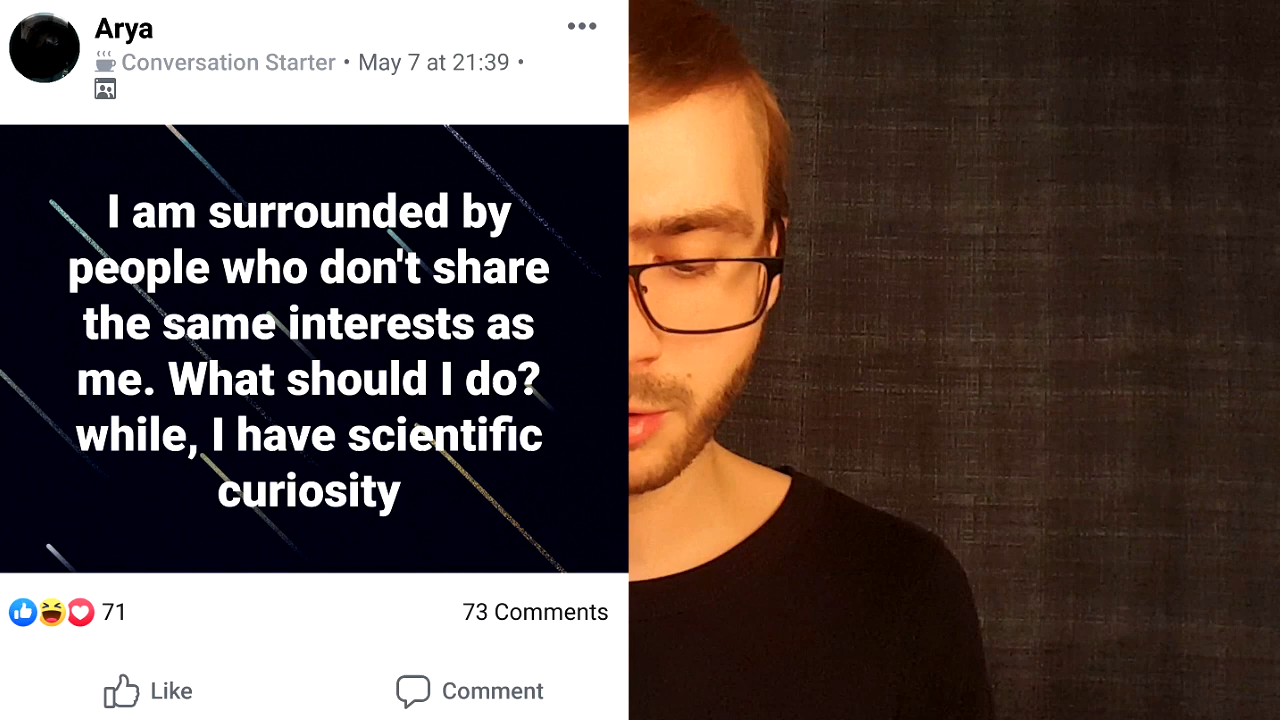 Arya
Conversation Starter • May 7 at 21:39 •
I am surrounded by
people who don't share
the same interests as
me. What should I do?
while, I have scientific
curiosity
71 73 Comments
Like Comment